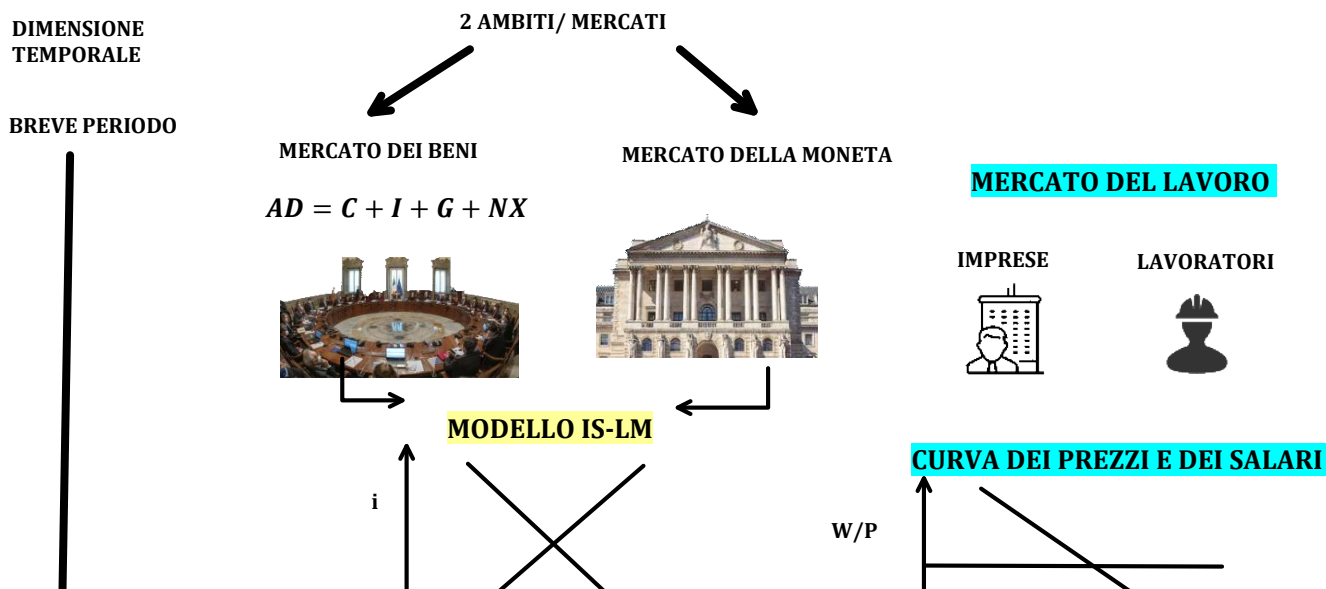 DIMENSIONE
TEMPORALE
2 AMBITI/ MERCATI
BREVE PERIODO
MERCATO DEI BENI
MERCATO DELLA MONETA
MERCATO DEL LAVORO
AD = C + I + G + NX
IMPRESE
LAVORATORI
MODELLO IS-LM
CURVA DEI PREZZI E DEI SALARI
i
W/P